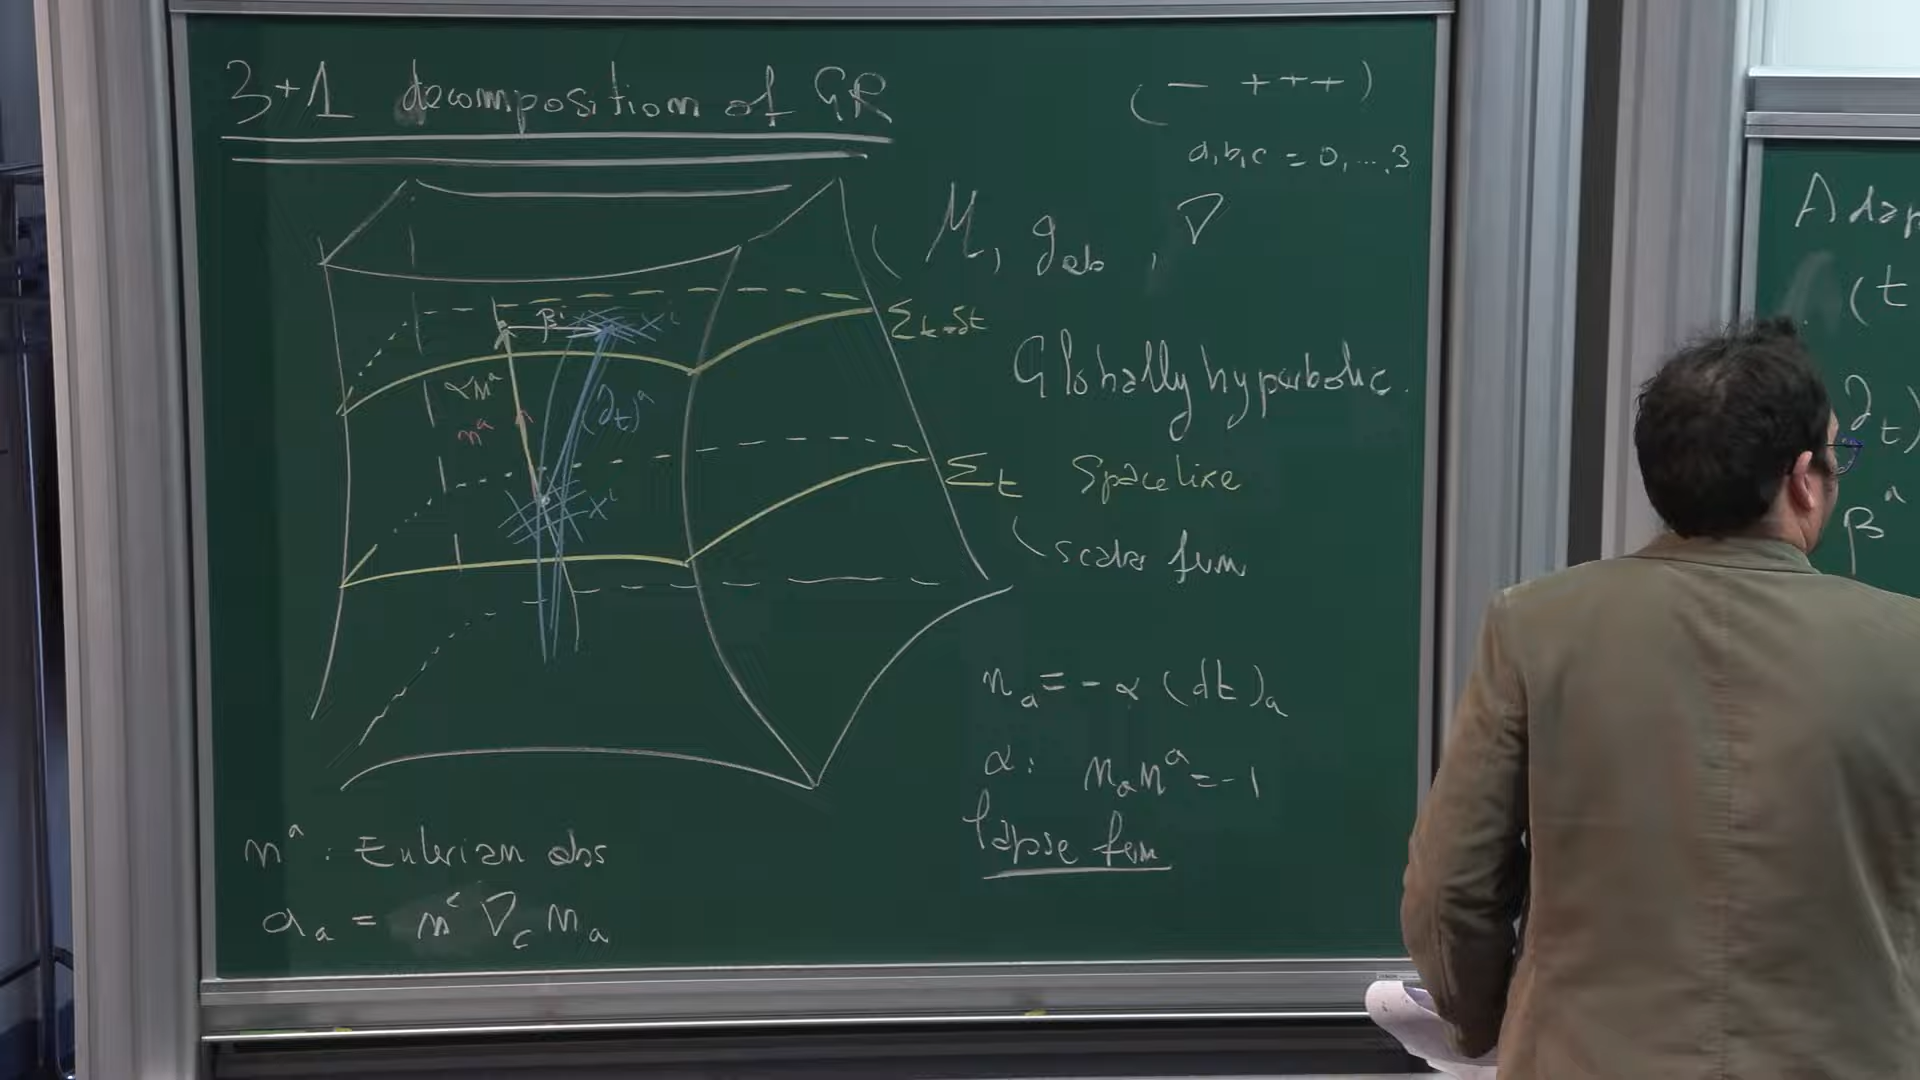 3+1 decomposition of GR
(- +++)
a,b,c = 0,...3
(M, g_ab, ∇
Σ_t+δt
β^i
x^i
Globally hyperbolic.
αn^a
n^a
(∂_t)^a
Σ_t spacelike
x^i
scalar fun
n_a = - α (dt)_a
α: n_a n^a = -1
lapse fun
n^a : Eulerian obs
a_a = n^c ∇_c n_a
(t
∂_t)
β^a